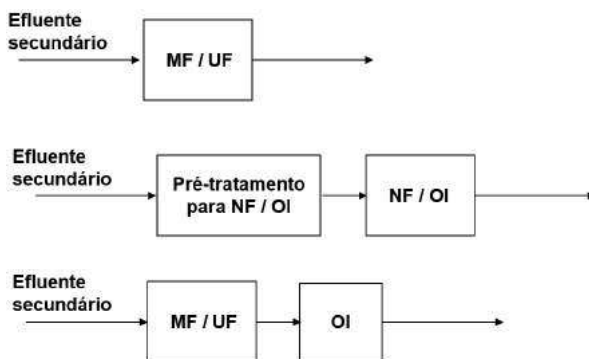 Efluente
secundário
MF / UF
Efluente
secundário
Pré-tratamento
para NF / OI
NF / OI
Efluente
secundário
MF / UF
OI